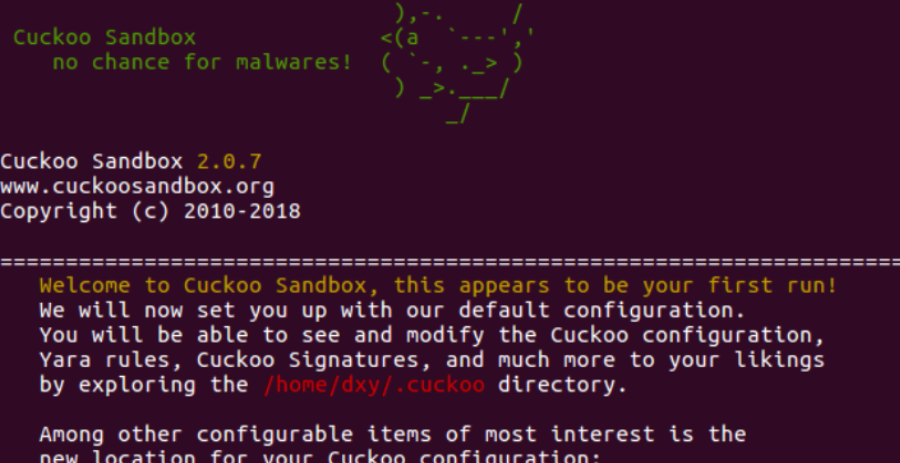 ),-.     /
Cuckoo Sandbox              <(a  `---','
no chance for malwares!  ( `-, ._> )
) _>.___/
_/
Cuckoo Sandbox 2.0.7
www.cuckoosandbox.org
Copyright (c) 2010-2018
=====================================================================
Welcome to Cuckoo Sandbox, this appears to be your first run!
We will now set you up with our default configuration.
You will be able to see and modify the Cuckoo configuration,
Yara rules, Cuckoo Signatures, and much more to your likings
by exploring the /home/dxy/.cuckoo directory.
Among other configurable items of most interest is the
new location for your Cuckoo configuration: